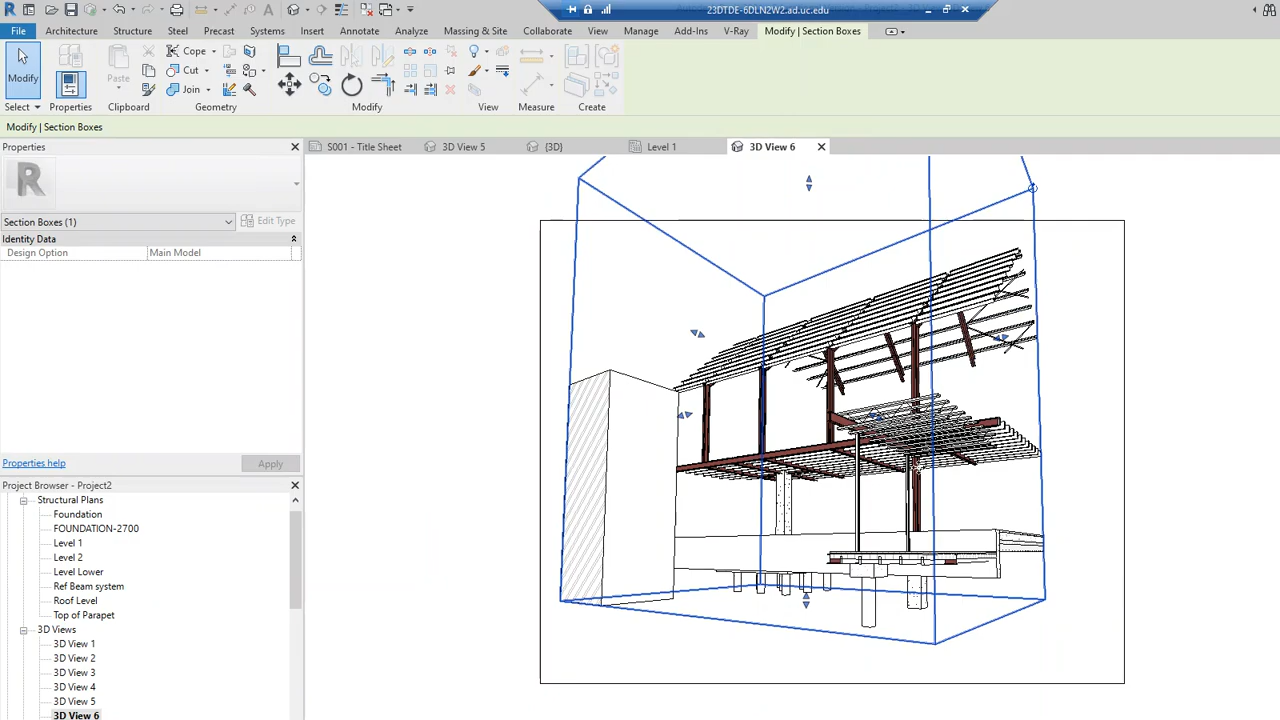 23DTDE-6DLN2W2.ad.uc.edu
File Architecture Structure Steel Precast Systems Insert Annotate Analyze Massing & Site Collaborate View Manage Add-Ins V-Ray Modify | Section Boxes
Modify Paste Cope Cut Join
Select Properties Clipboard Geometry Modify View Measure Create
Modify | Section Boxes
Properties
S001 - Title Sheet 3D View 5 {3D} Level 1 3D View 6
R
Section Boxes (1) Edit Type
Identity Data
Design Option Main Model
Properties help Apply
Project Browser - Project2
Structural Plans
Foundation
FOUNDATION-2700
Level 1
Level 2
Level Lower
Ref Beam system
Roof Level
Top of Parapet
3D Views
3D View 1
3D View 2
3D View 3
3D View 4
3D View 5
3D View 6